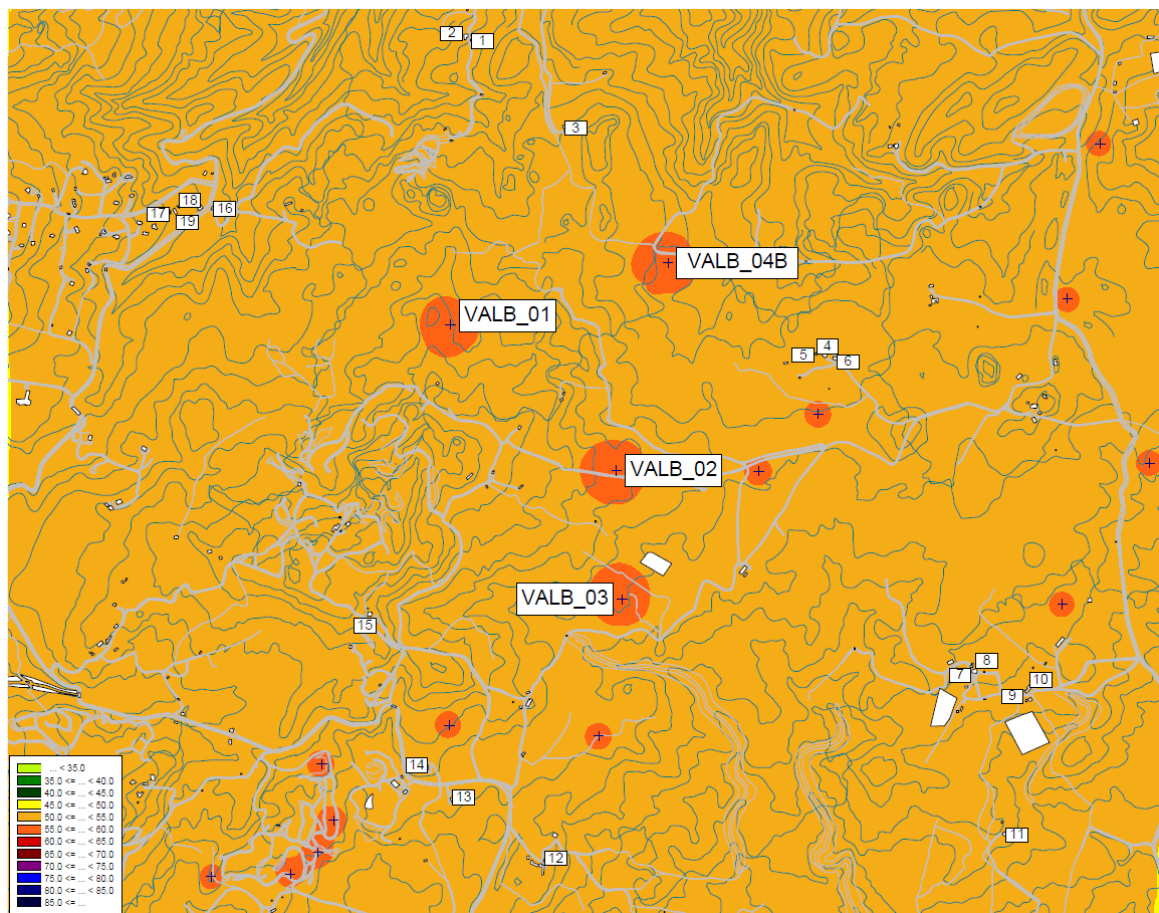 2
1
3
18
17
16
19
VALB_04B
VALB_01
4
5
6
VALB_02
VALB_03
15
8
7
10
9
14
13
11
12
... < 35.0
35.0 <= ... < 40.0
40.0 <= ... < 45.0
45.0 <= ... < 50.0
50.0 <= ... < 55.0
55.0 <= ... < 60.0
60.0 <= ... < 65.0
65.0 <= ... < 70.0
70.0 <= ... < 75.0
75.0 <= ... < 80.0
80.0 <= ... < 85.0
85.0 <= ...